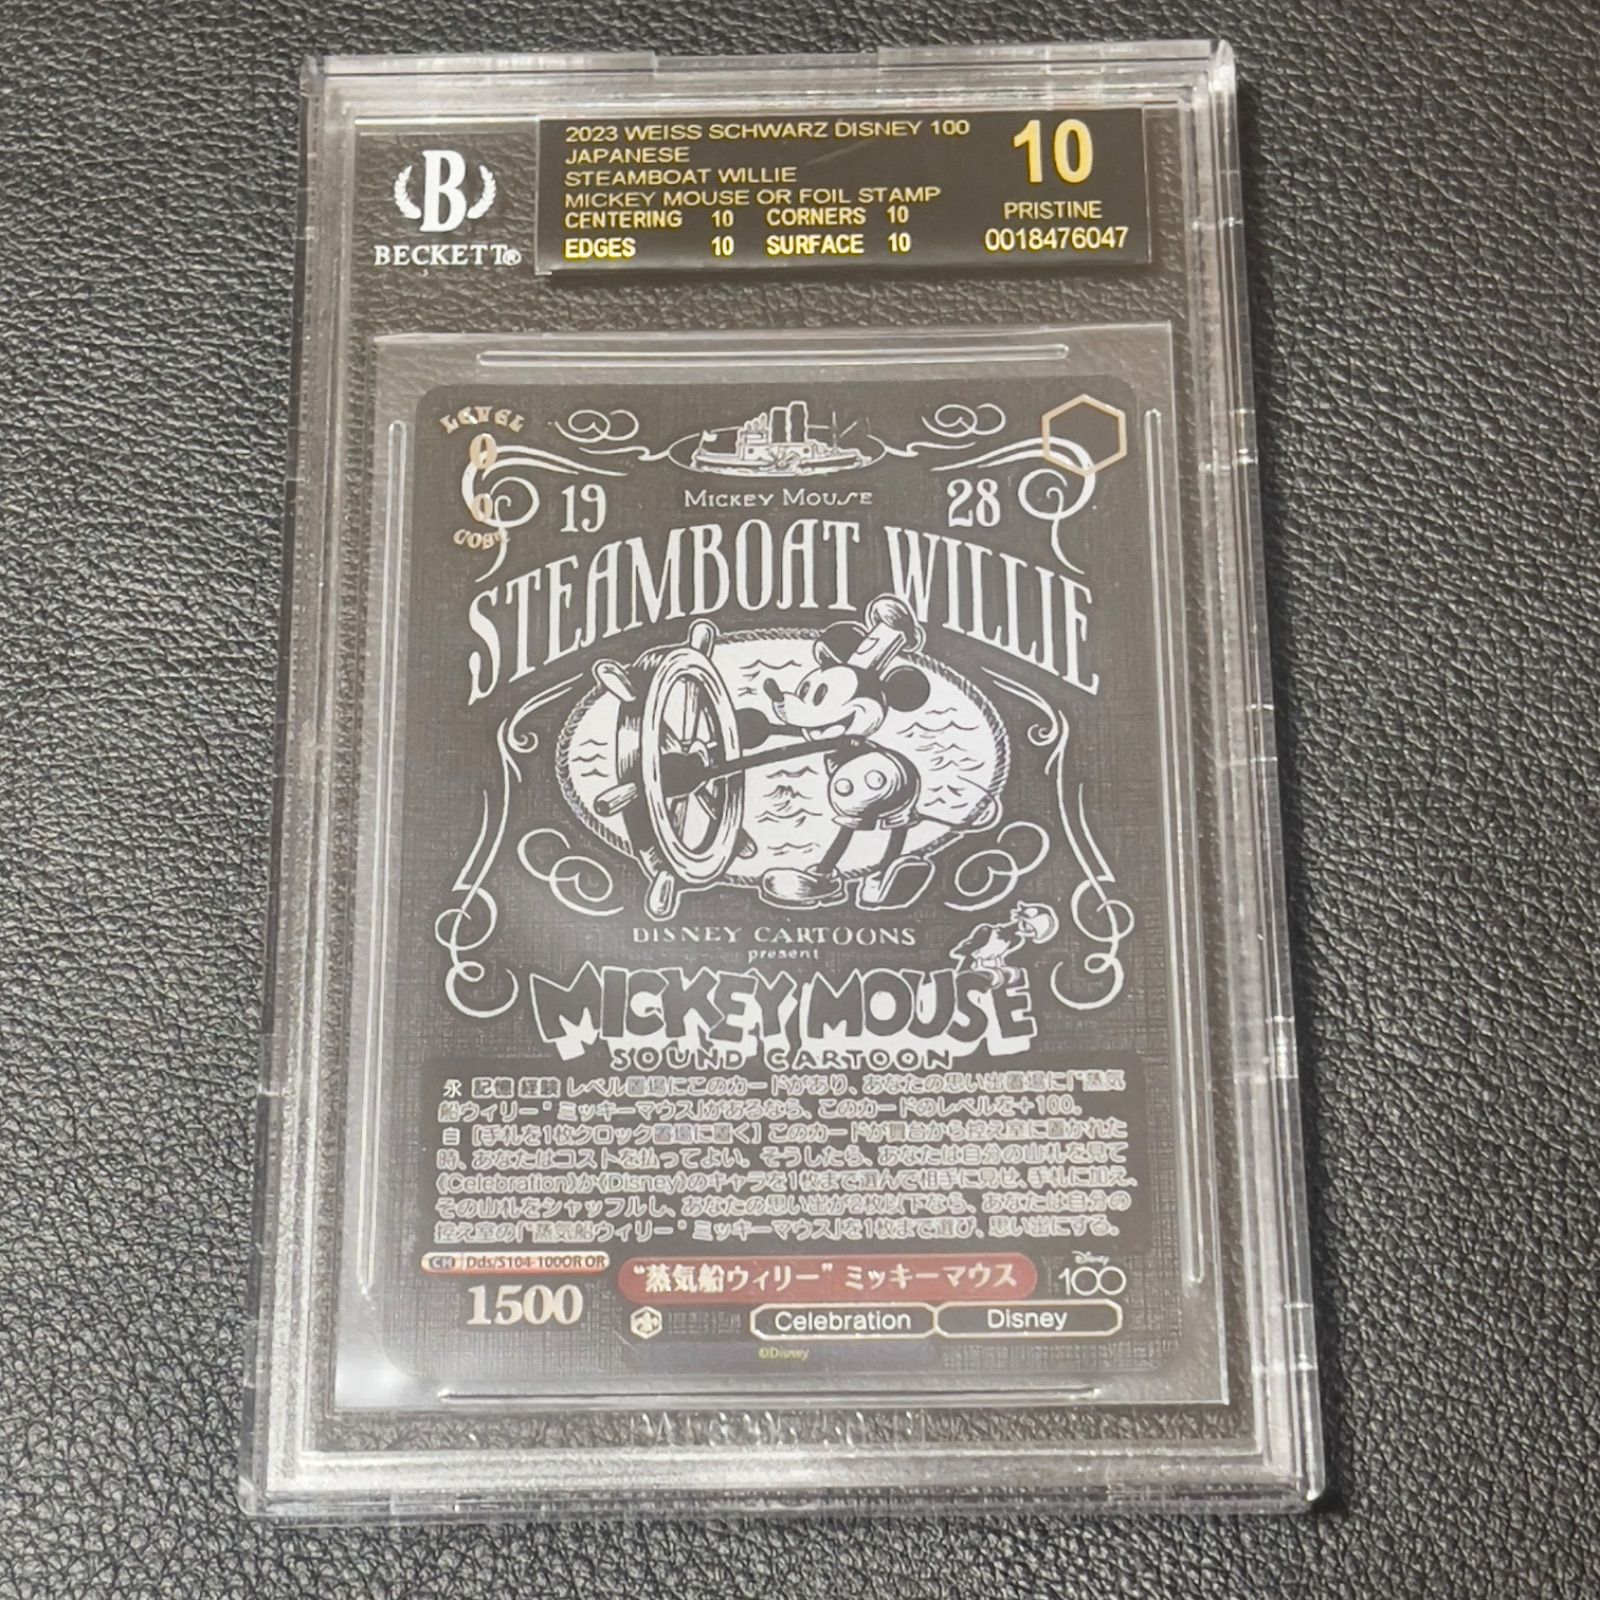 B
BECKETT®
2023 WEISS SCHWARZ DISNEY 100
JAPANESE
STEAMBOAT WILLIE
MICKEY MOUSE OR FOIL STAMP
CENTERING 10 CORNERS 10
EDGES 10 SURFACE 10
10
PRISTINE
0018476047
LEVEL
0
0
COST
MICKEY MOUSE
19 28
STEAMBOAT WILLIE
DISNEY CARTOONS
present
MICKEY MOUSE
SOUND CARTOON
永 記憶 経験 レベル置場にこのカードがあり、あなたの思い出置場に「“蒸気
船ウィリー” ミッキーマウス」があるなら、このカードのレベルを+100。
自 [手札を1枚クロック置場に置く] このカードが舞台から控え室に置かれた
時、あなたはコストを払ってよい。そうしたら、あなたは自分の山札を見て
《Celebration》か《Disney》のキャラを1枚まで選んで相手に見せ、手札に加え、
その山札をシャッフルし、あなたの思い出が2枚以下なら、あなたは自分の
控え室の「“蒸気船ウィリー” ミッキーマウス」を1枚まで選び、思い出にする。
CH Dds/S104-100OR OR
“蒸気船ウィリー” ミッキーマウス
Disney
100
1500
Celebration Disney
©Disney